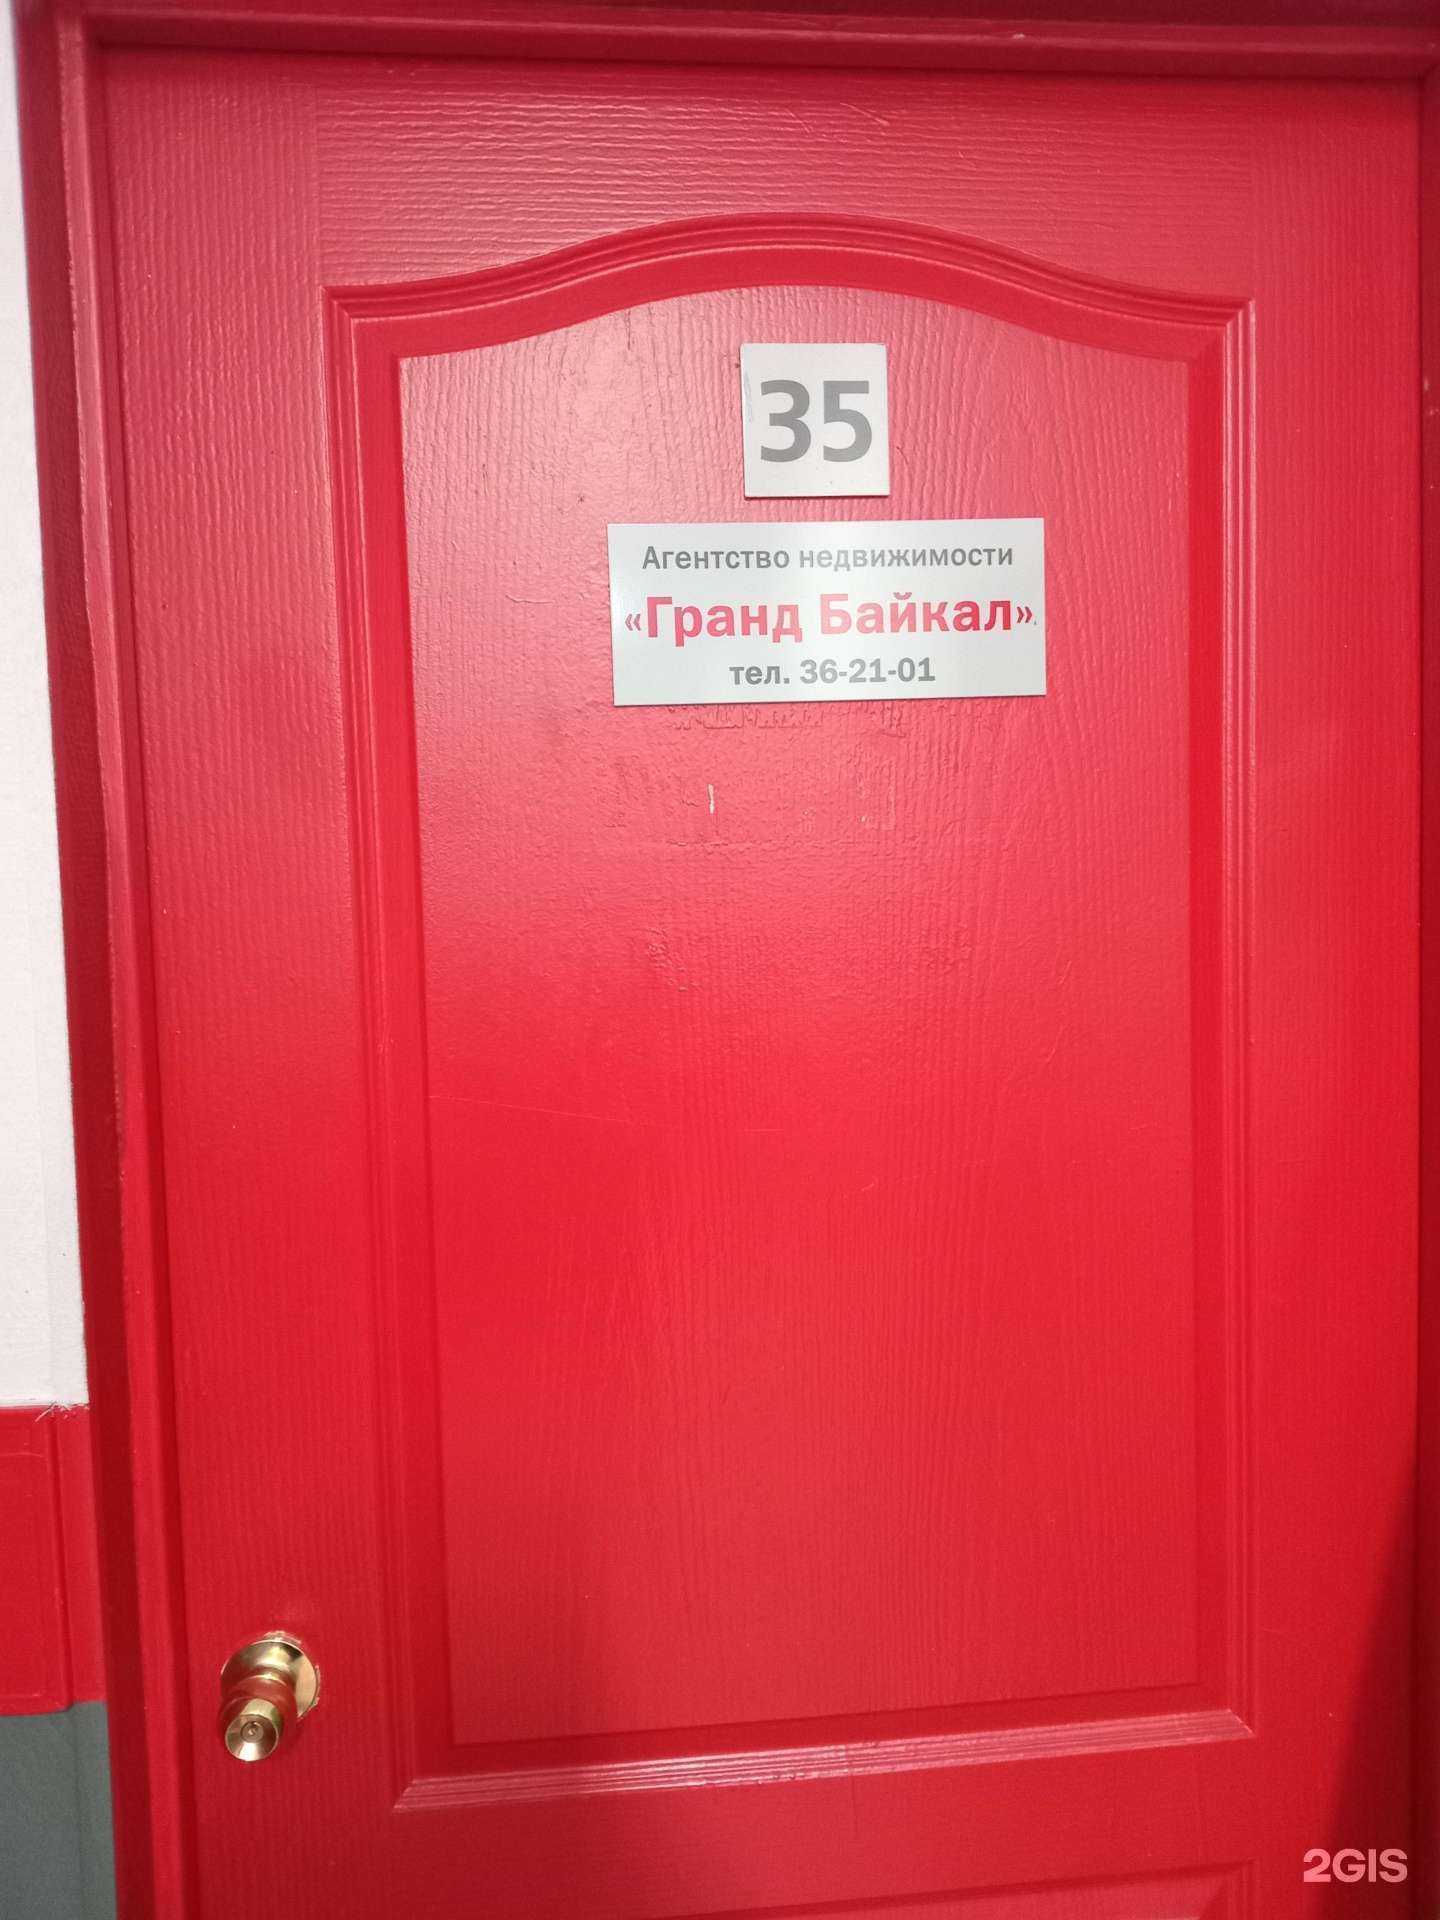 35
Агентство недвижимости
«Гранд Байкал»
тел. 36-21-01
2GIS